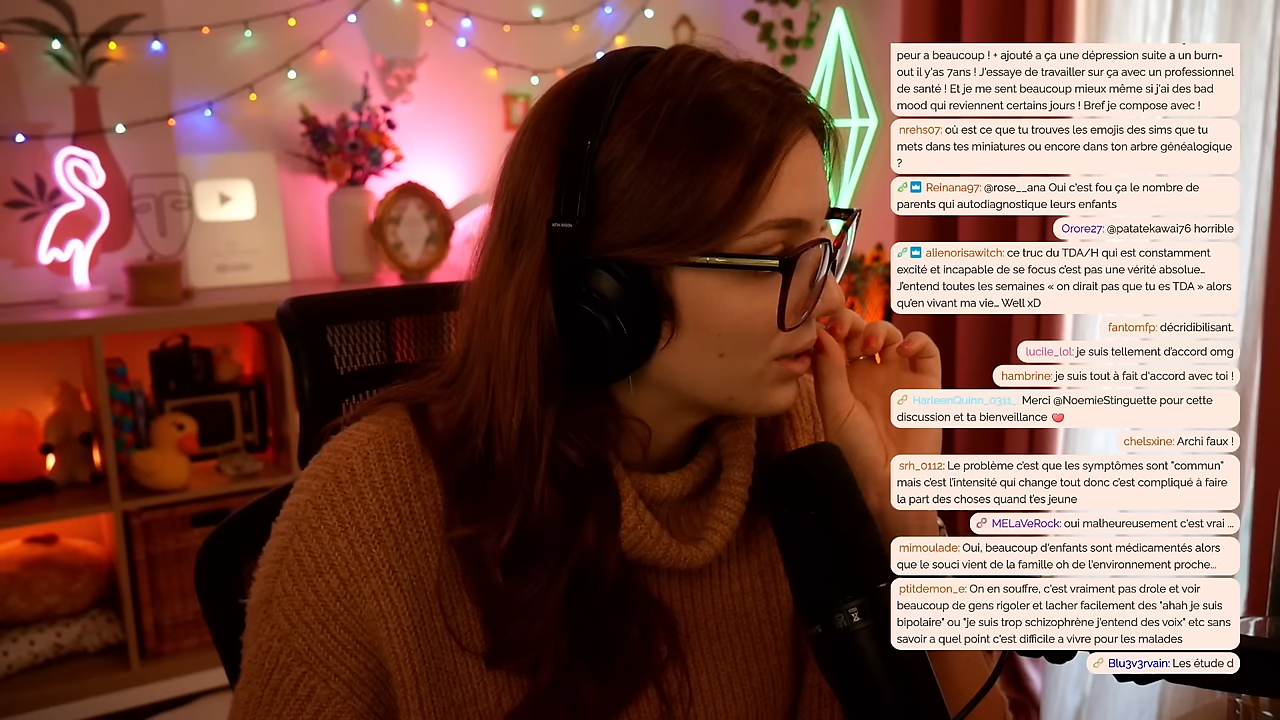 peur a beaucoup ! + ajouté a ça une dépression suite a un burn-
out il y'as 7ans ! J'essaye de travailler sur ça avec un professionnel
de santé ! Et je me sent beaucoup mieux même si j'ai des bad
mood qui reviennent certains jours ! Bref je compose avec !
nrehs07: où est ce que tu trouves les emojis des sims que tu
mets dans tes miniatures ou encore dans ton arbre généalogique
?
Reinana97: @rose__ana Oui c'est fou ça le nombre de
parents qui autodiagnostique leurs enfants
Orore27: @patatekawai76 horrible
alienorisawitch: ce truc du TDA/H qui est constamment
excité et incapable de se focus c'est pas une vérité absolue...
J'entend toutes les semaines « on dirait pas que tu es TDA » alors
qu'en vivant ma vie... Well xD
fantomfp: décridibilisant.
lucile_lol: je suis tellement d'accord omg
hambrine: je suis tout à fait d'accord avec toi !
HarleenQuinn_0311_: Merci @NoemieStinguette pour cette
discussion et ta bienveillance
chelsxine: Archi faux !
srh_0112: Le problème c'est que les symptômes sont "commun"
mais c'est l'intensité qui change tout donc c'est compliqué à faire
la part des choses quand t'es jeune
MELaVeRock: oui malheureusement c'est vrai ...
mimoulade: Oui, beaucoup d'enfants sont médicamentés alors
que le souci vient de la famille oh de l'environnement proche...
ptitdemon_e: On en souffre, c'est vraiment pas drole et voir
beaucoup de gens rigoler et lacher facilement des "ahah je suis
bipolaire" ou "je suis trop schizophrène j'entend des voix" etc sans
savoir a quel point c'est difficile a vivre pour les malades
Blu3v3rvain: Les étude d